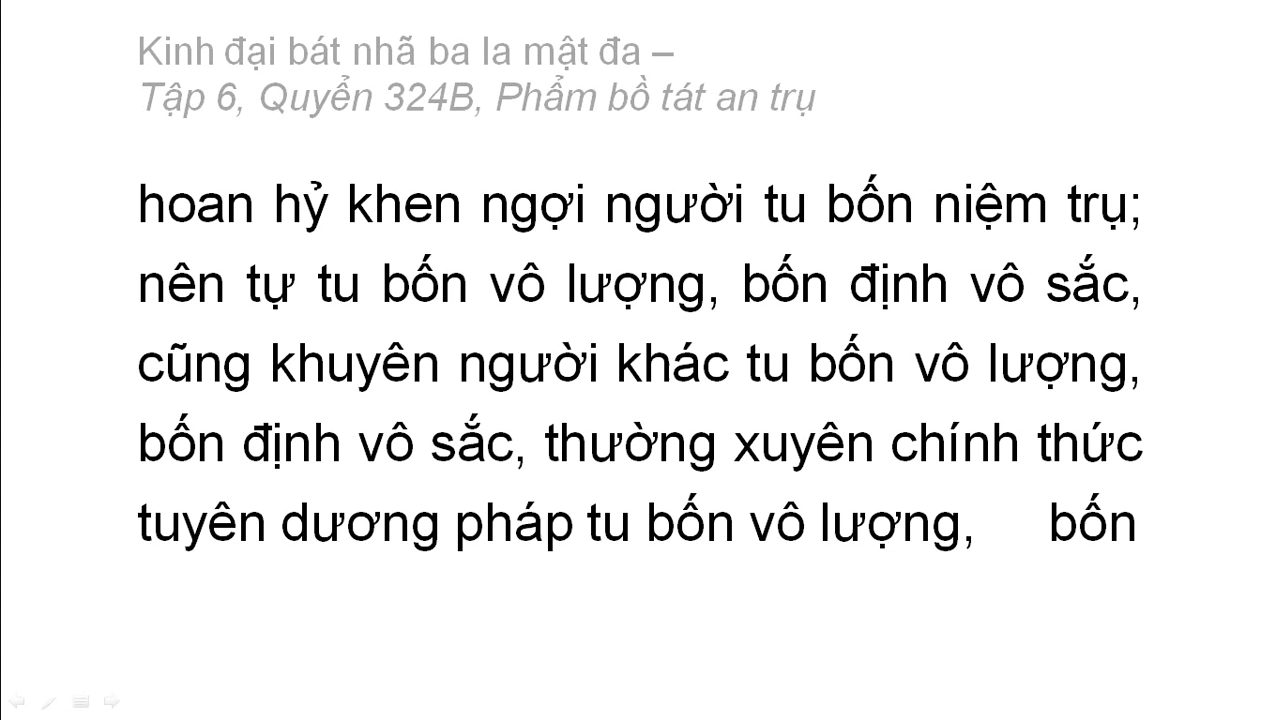 Kinh đại bát nhã ba la mật đa –
Tập 6, Quyển 324B, Phẩm bồ tát an trụ
hoan hỷ khen ngợi người tu bốn niệm trụ;
nên tự tu bốn vô lượng, bốn định vô sắc,
cũng khuyên người khác tu bốn vô lượng,
bốn định vô sắc, thường xuyên chính thức
tuyên dương pháp tu bốn vô lượng, bốn